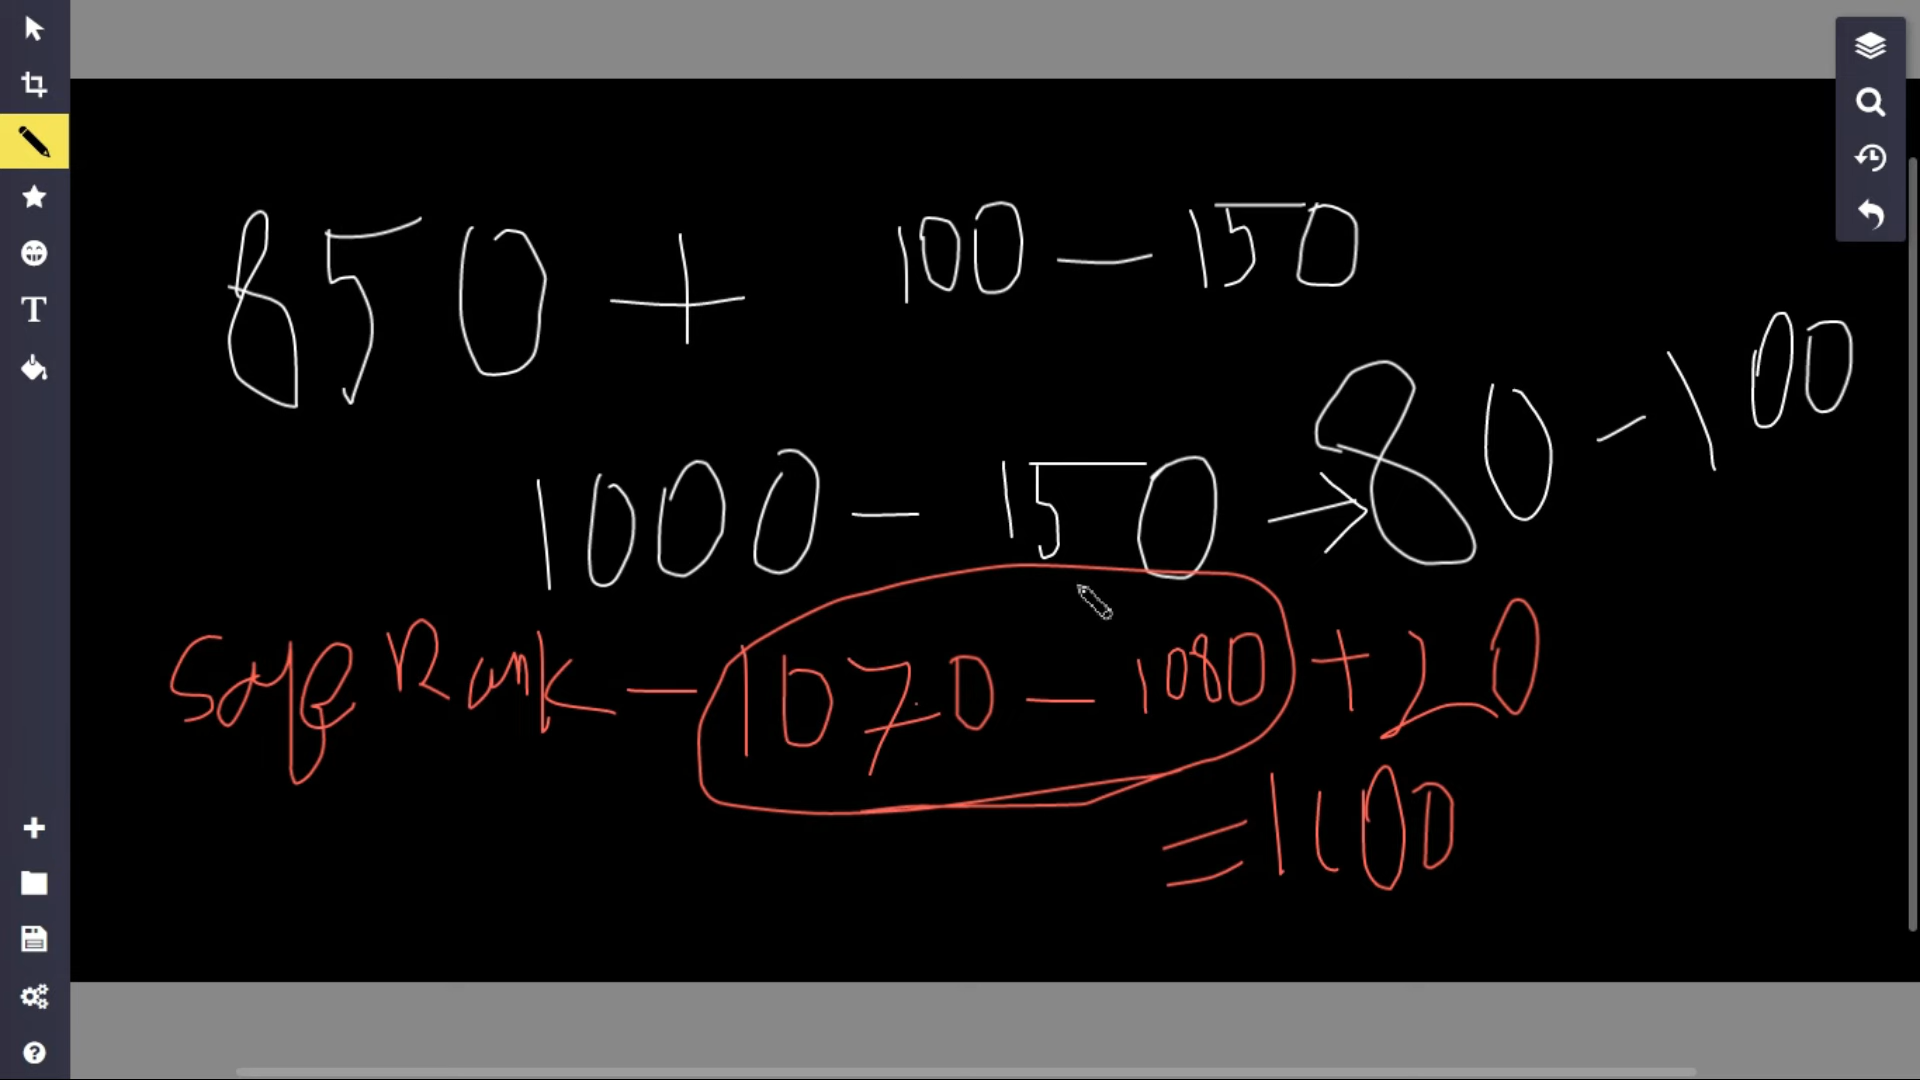 850 + 100 - 150
1000 - 150 → 80 - 100
Safe Rank - 1070 - 1080 + 20
= 1100